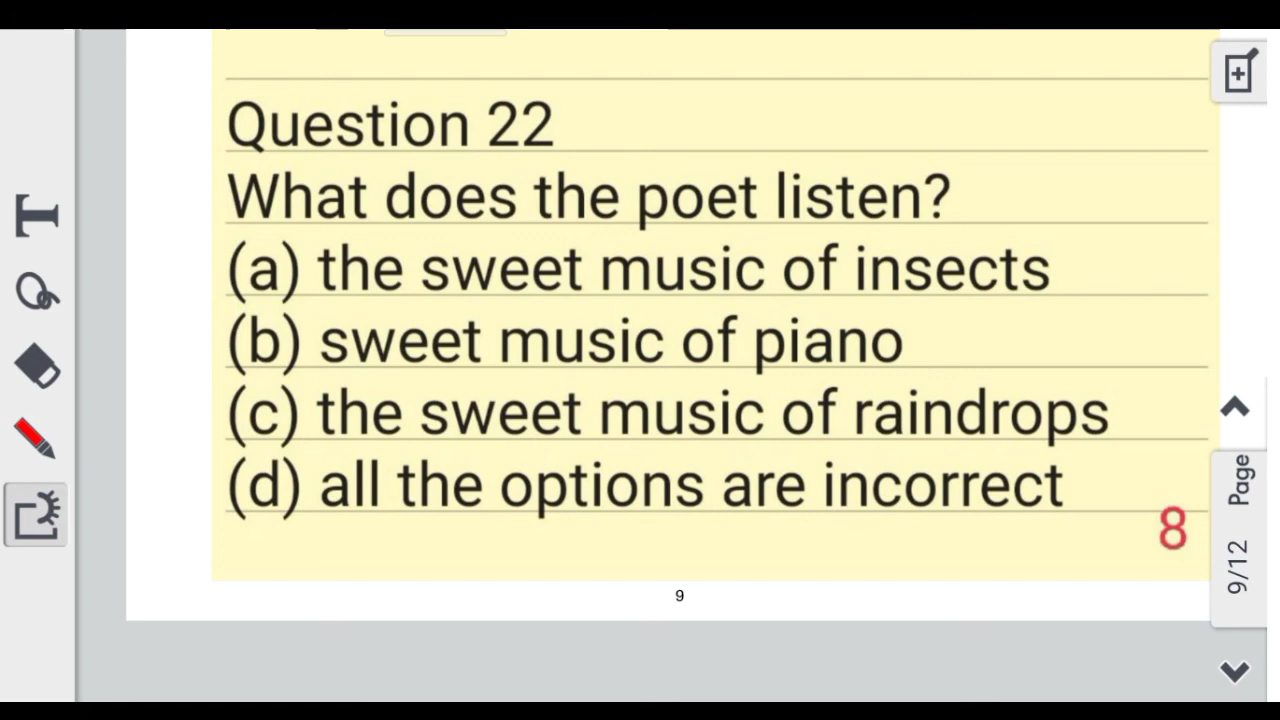 Question 22
What does the poet listen?
(a) the sweet music of insects
(b) sweet music of piano
(c) the sweet music of raindrops
(d) all the options are incorrect
8
9
T
Page
9/12